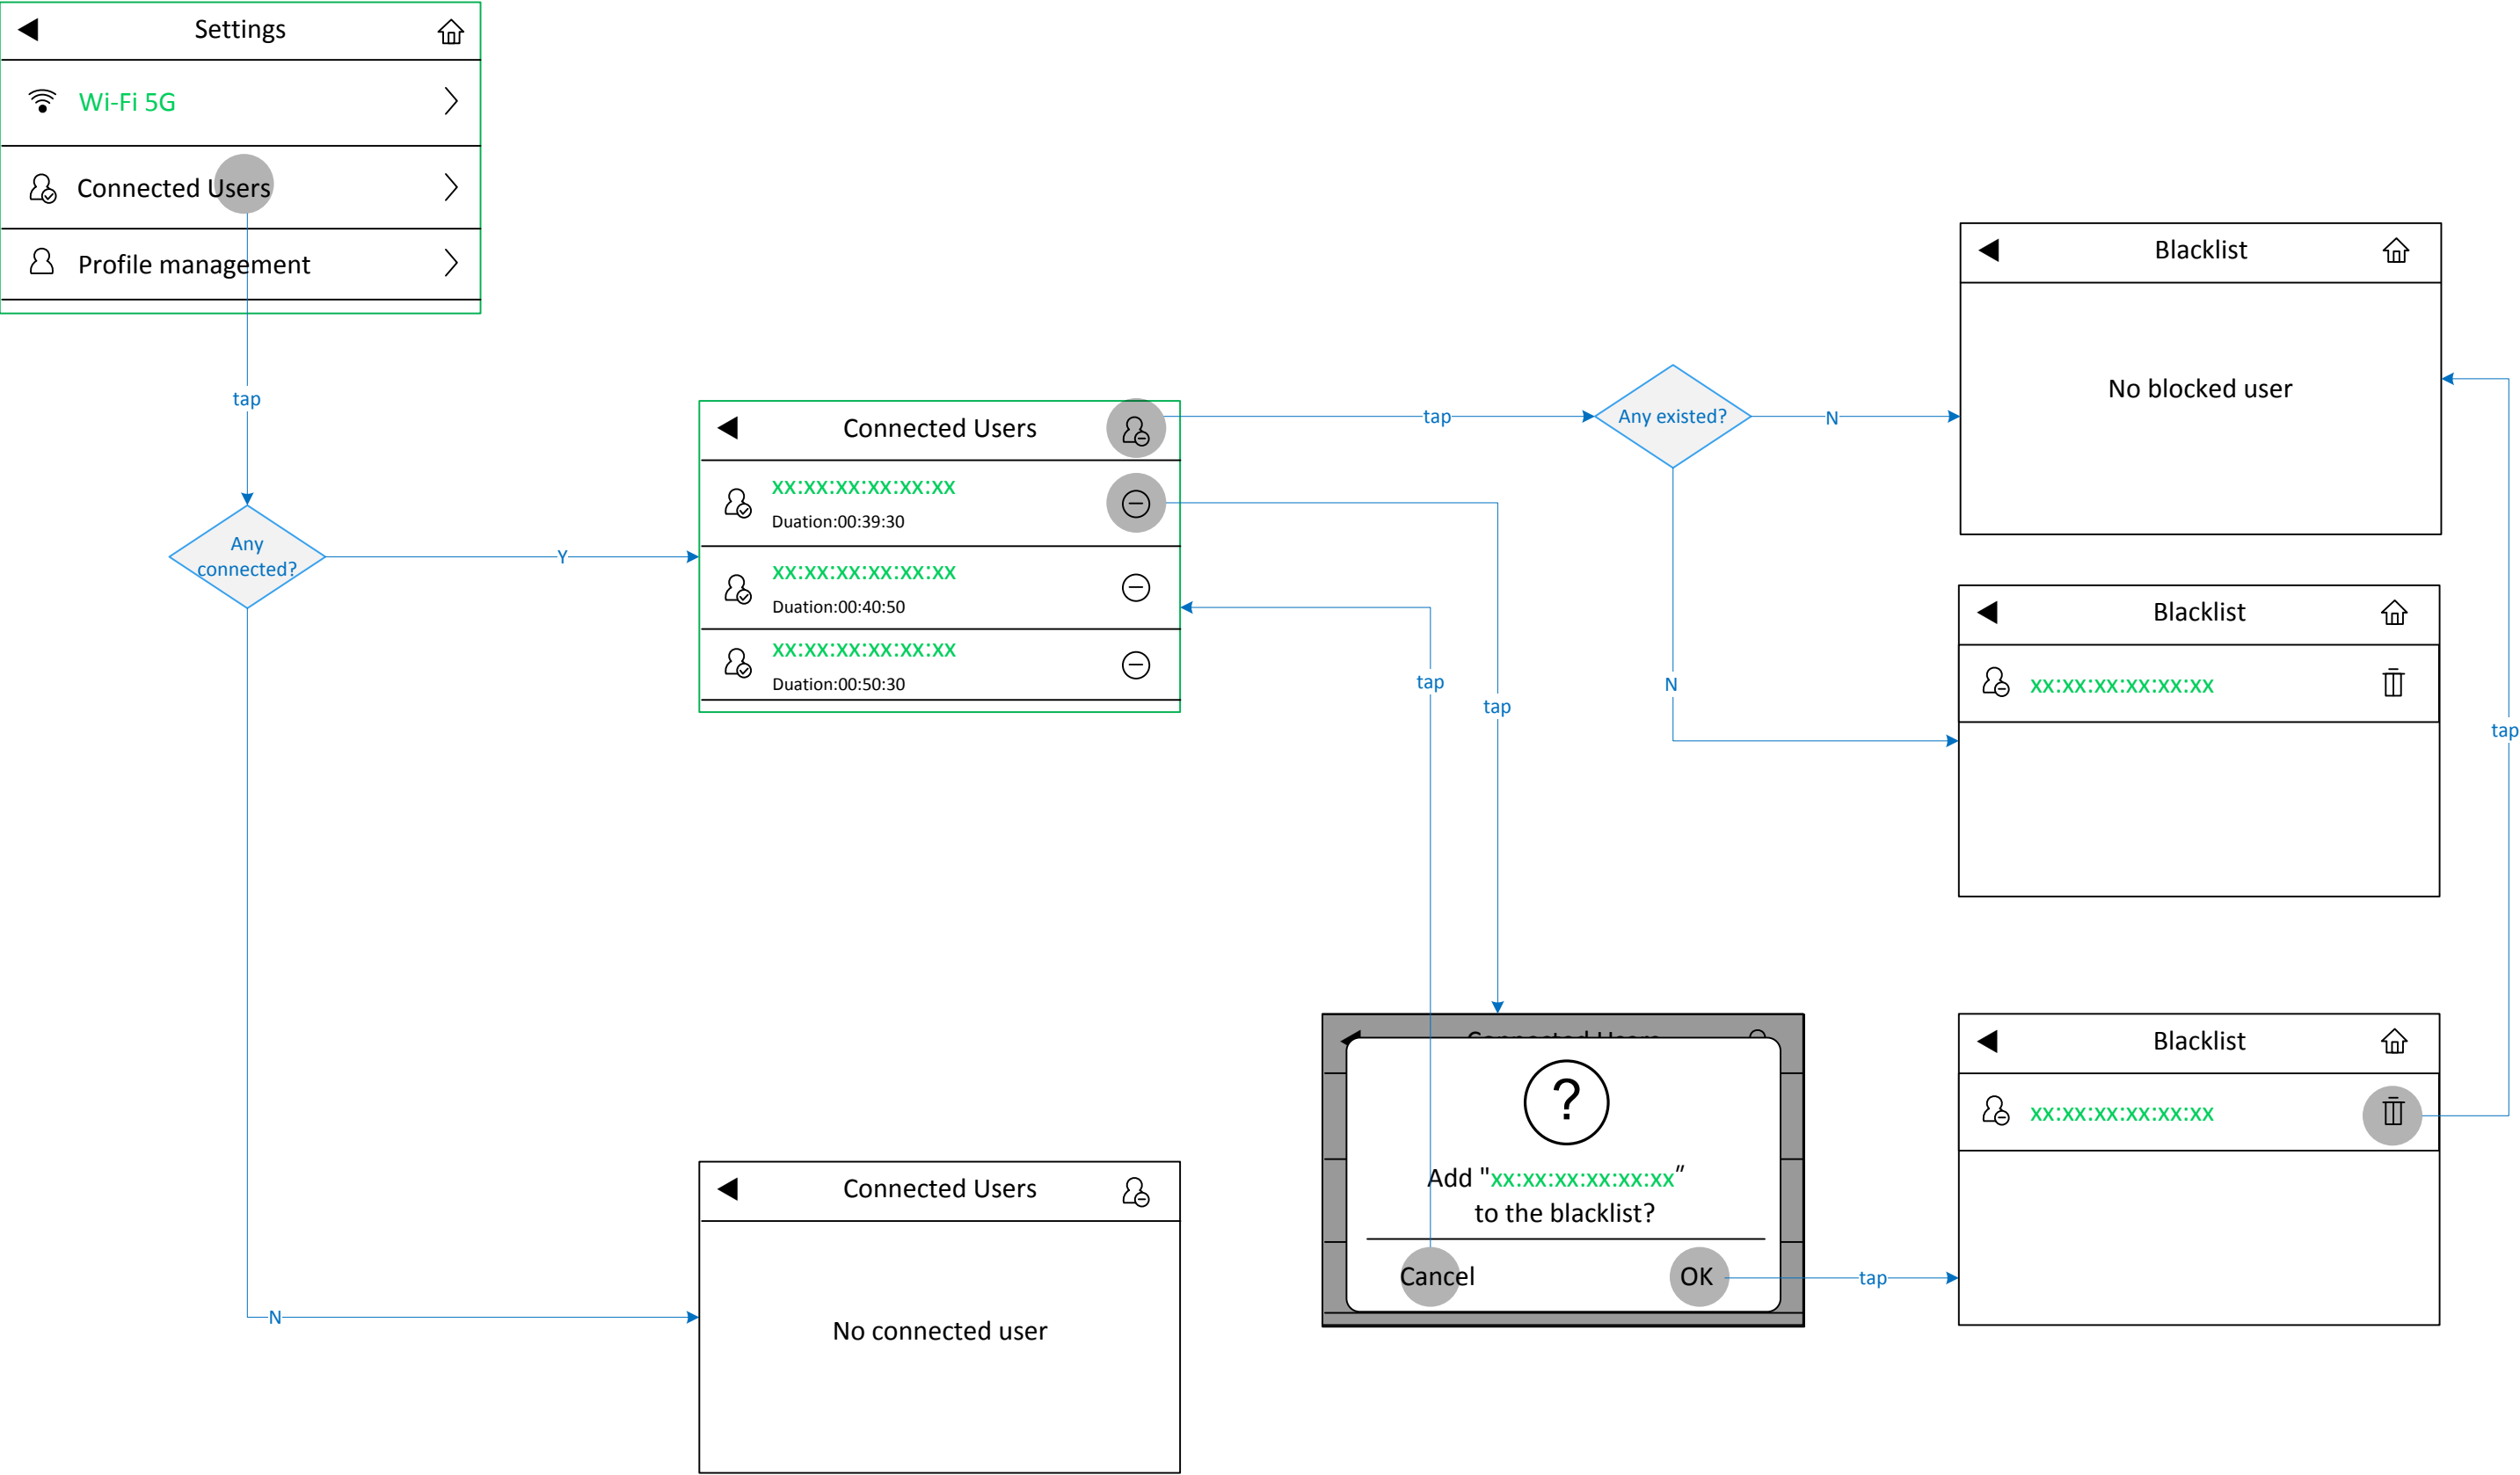 Settings
Wi-Fi 5G
Connected Users
Profile management
tap
Any
connected?
Y
N
Connected Users
xx:xx:xx:xx:xx:xx
Duation:00:39:30
xx:xx:xx:xx:xx:xx
Duation:00:40:50
xx:xx:xx:xx:xx:xx
Duation:00:50:30
tap
Any existed?
N
N
Blacklist
No blocked user
Blacklist
xx:xx:xx:xx:xx:xx
tap
tap
tap
Connected Users
?
Add "xx:xx:xx:xx:xx:xx"
to the blacklist?
Cancel
OK
tap
Blacklist
xx:xx:xx:xx:xx:xx
Connected Users
No connected user